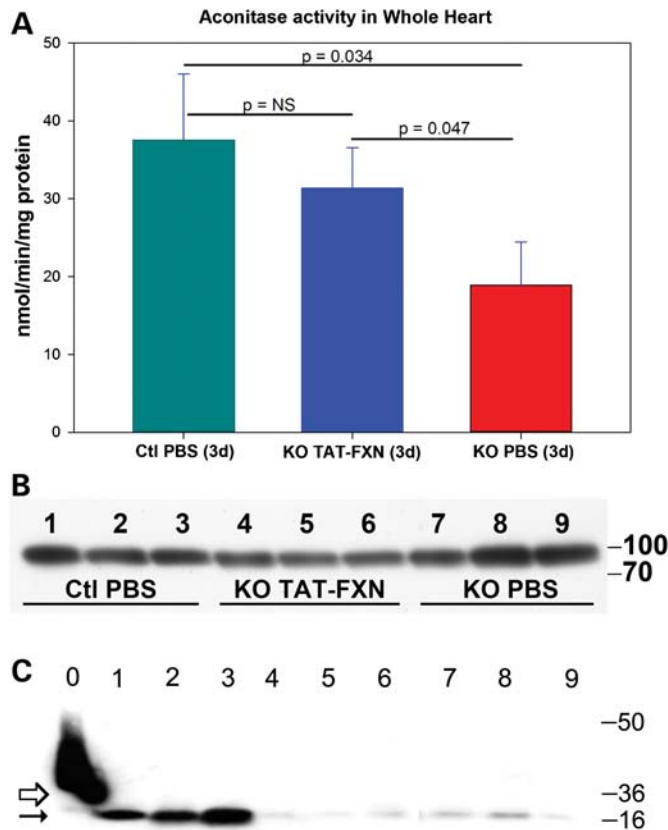 A
Aconitase activity in Whole Heart
50
p = 0.034
40
p = NS
p = 0.047
30
20
10
0
nmol/min/mg protein
Ctl PBS (3d) KO TAT-FXN (3d) KO PBS (3d)
B
1 2 3 4 5 6 7 8 9
–100
–70
Ctl PBS KO TAT-FXN KO PBS
C
0 1 2 3 4 5 6 7 8 9
–50
–36
–16